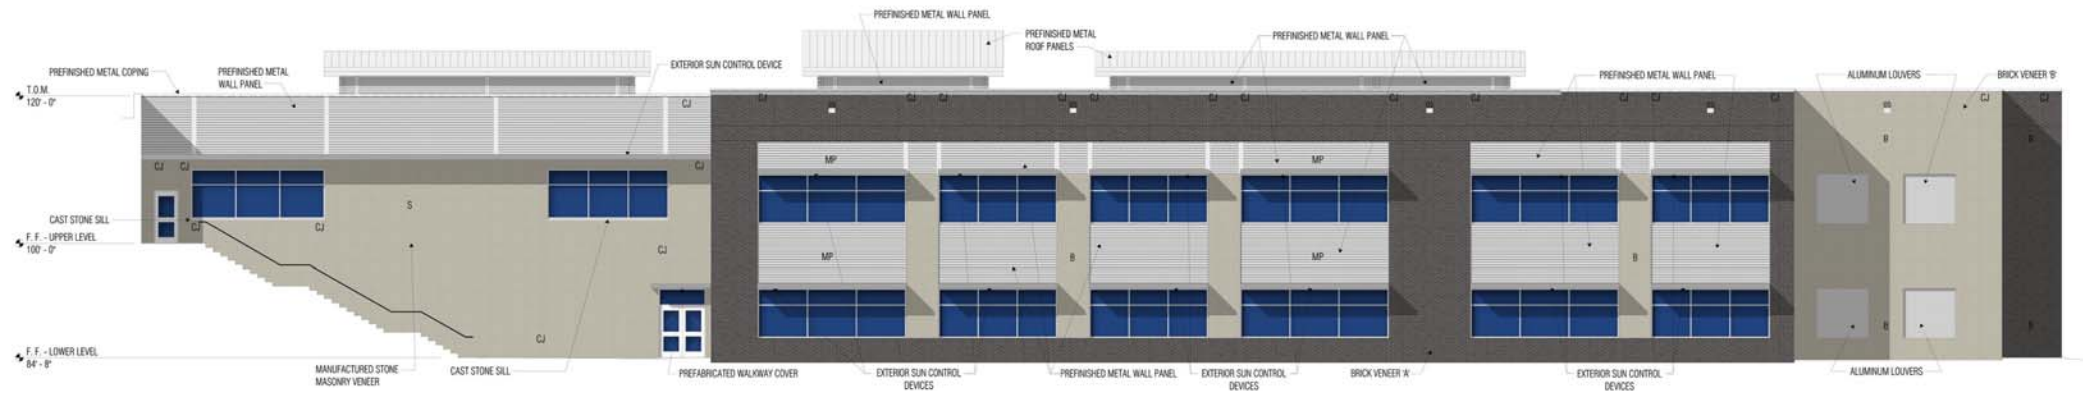 PREFINISHED METAL WALL PANEL
PREFINISHED METAL
ROOF PANELS
PREFINISHED METAL WALL PANEL
PREFINISHED METAL COPING
PREFINISHED METAL
WALL PANEL
EXTERIOR SUN CONTROL DEVICE
PREFINISHED METAL WALL PANEL
ALUMINUM LOUVERS
BRICK VENEER 'B'
T.O.M.
120' - 0"
CJ
CJ
CJ
CJ
CJ
CJ
CJ
CJ
CJ
CJ
CJ
CJ
CJ
CJ
B
B
CJ
CJ
CJ
MP
MP
S
CAST STONE SILL
CJ
CJ
F. F. - UPPER LEVEL
100' - 0"
CJ
MP
B
MP
B
CJ
B
B
F. F. - LOWER LEVEL
84' - 8"
MANUFACTURED STONE
MASONRY VENEER
CAST STONE SILL
PREFABRICATED WALKWAY COVER
EXTERIOR SUN CONTROL
DEVICES
PREFINISHED METAL WALL PANEL
EXTERIOR SUN CONTROL
DEVICES
BRICK VENEER 'A'
EXTERIOR SUN CONTROL
DEVICES
ALUMINUM LOUVERS